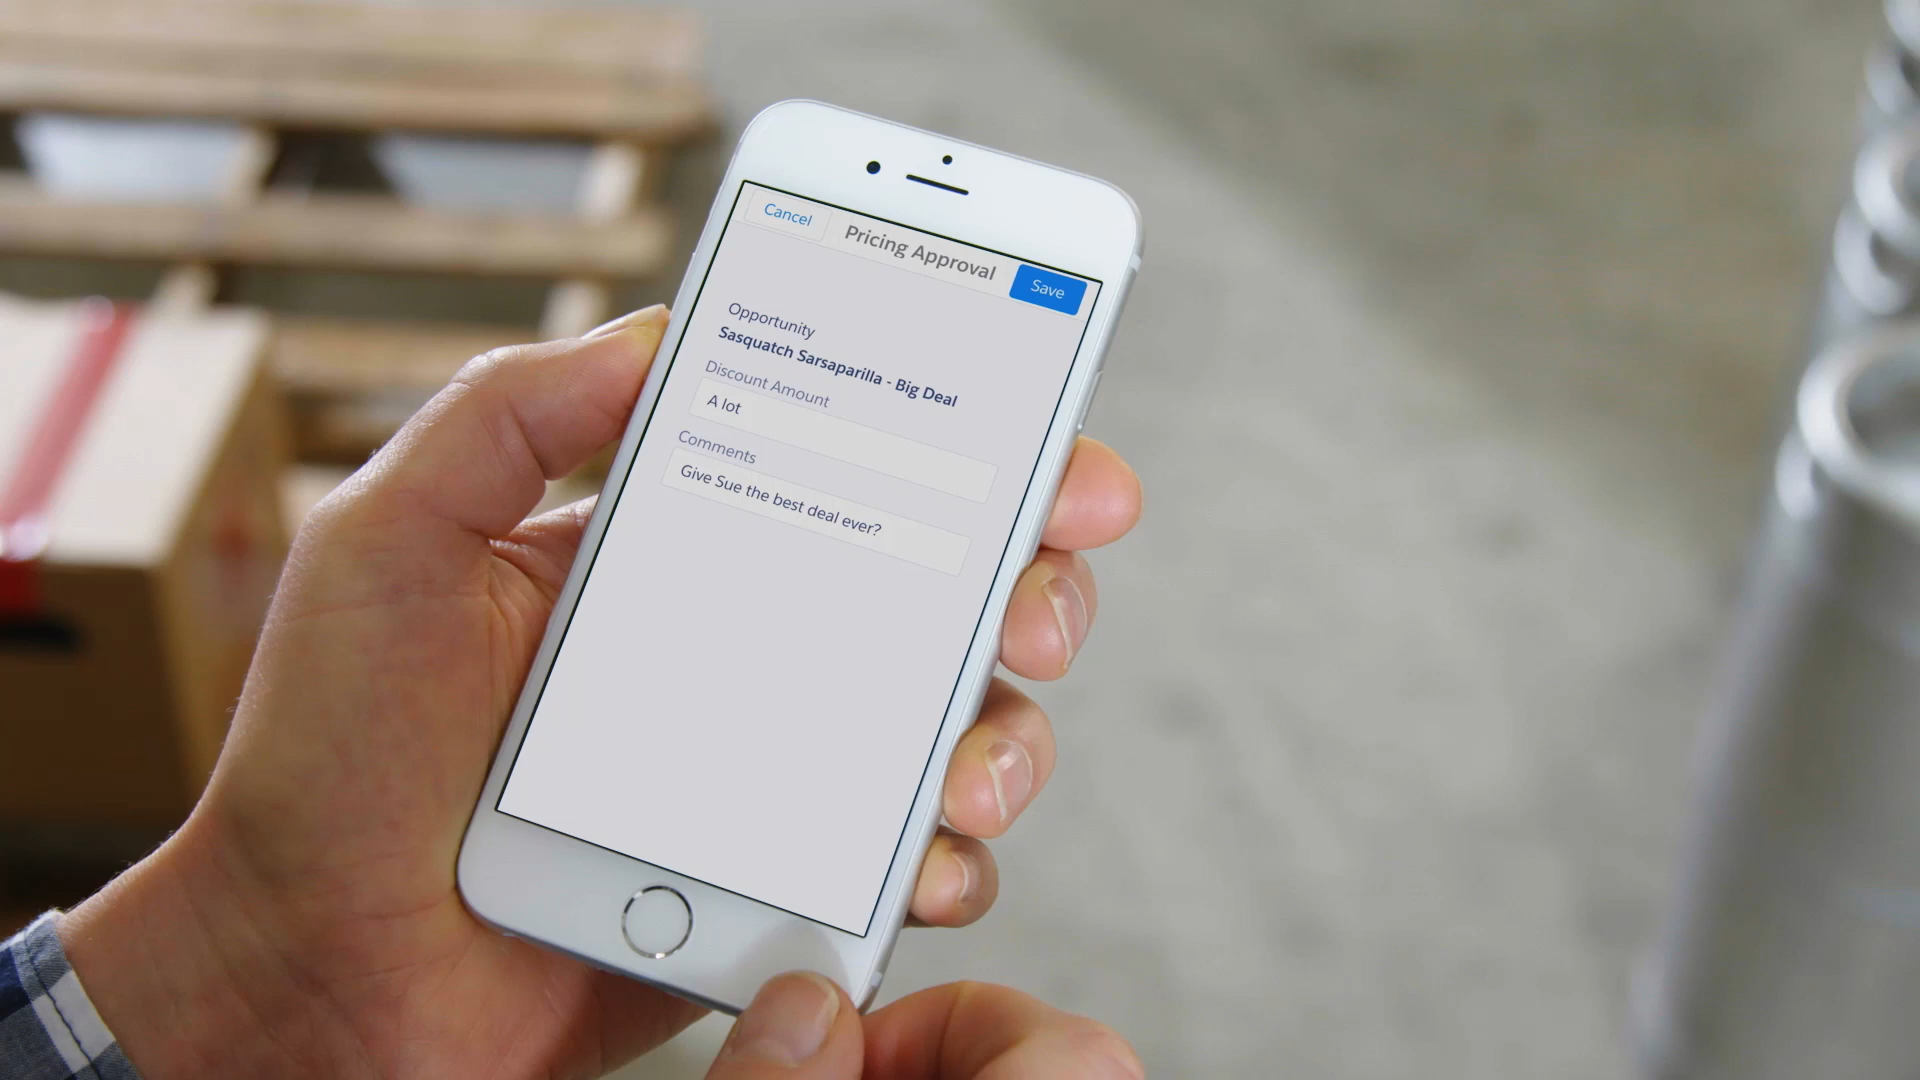 Cancel
Pricing Approval
Save
Opportunity
Sasquatch Sarsaparilla - Big Deal
Discount Amount
A lot
Comments
Give Sue the best deal ever?